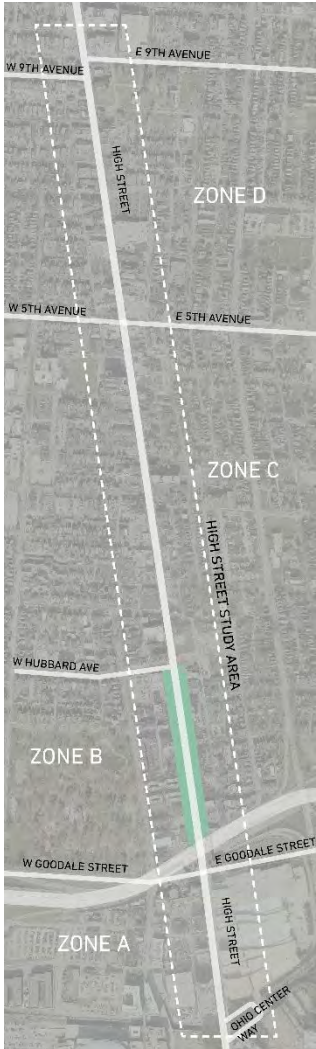 E 9TH AVENUE
W 9TH AVENUE
HIGH STREET
ZONE D
W 5TH AVENUE
E 5TH AVENUE
ZONE C
HIGH STREET STUDY AREA
W HUBBARD AVE
ZONE B
E GOODALE STREET
W GOODALE STREET
HIGH STREET
ZONE A
OHIO CENTER
WAY